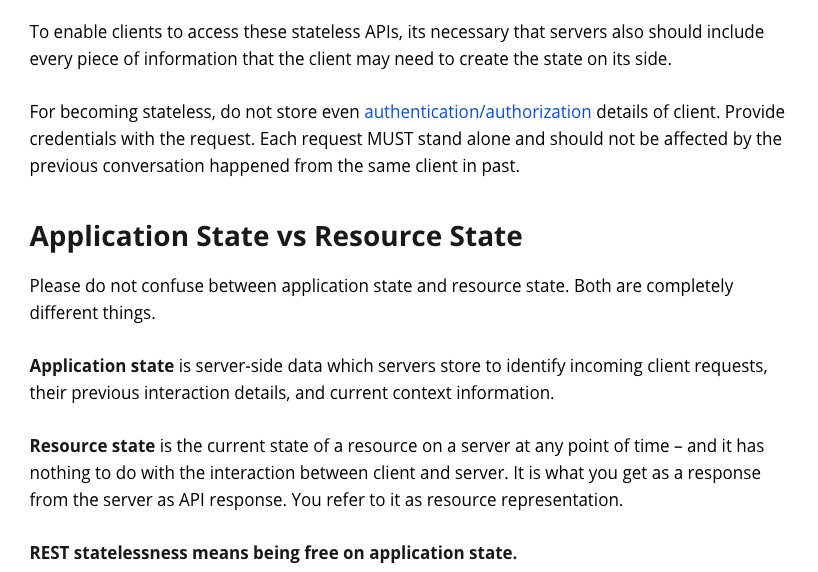 To enable clients to access these stateless APIs, its necessary that servers also should include
every piece of information that the client may need to create the state on its side.
For becoming stateless, do not store even authentication/authorization details of client. Provide
credentials with the request. Each request MUST stand alone and should not be affected by the
previous conversation happened from the same client in past.
Application State vs Resource State
Please do not confuse between application state and resource state. Both are completely
different things.
Application state is server-side data which servers store to identify incoming client requests,
their previous interaction details, and current context information.
Resource state is the current state of a resource on a server at any point of time – and it has
nothing to do with the interaction between client and server. It is what you get as a response
from the server as API response. You refer to it as resource representation.
REST statelessness means being free on application state.